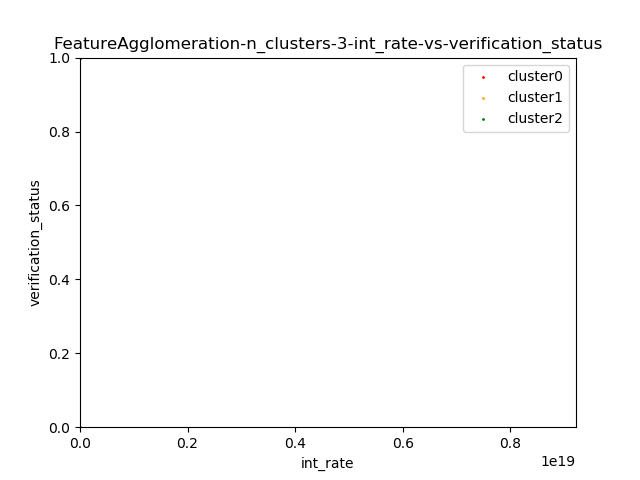 FeatureAgglomeration-n_clusters-3-int_rate-vs-verification_status
1.0
0.8
0.6
0.4
0.2
0.0
verification_status
cluster0
cluster1
cluster2
0.0
0.2
0.4
0.6
0.8
1e19
int_rate